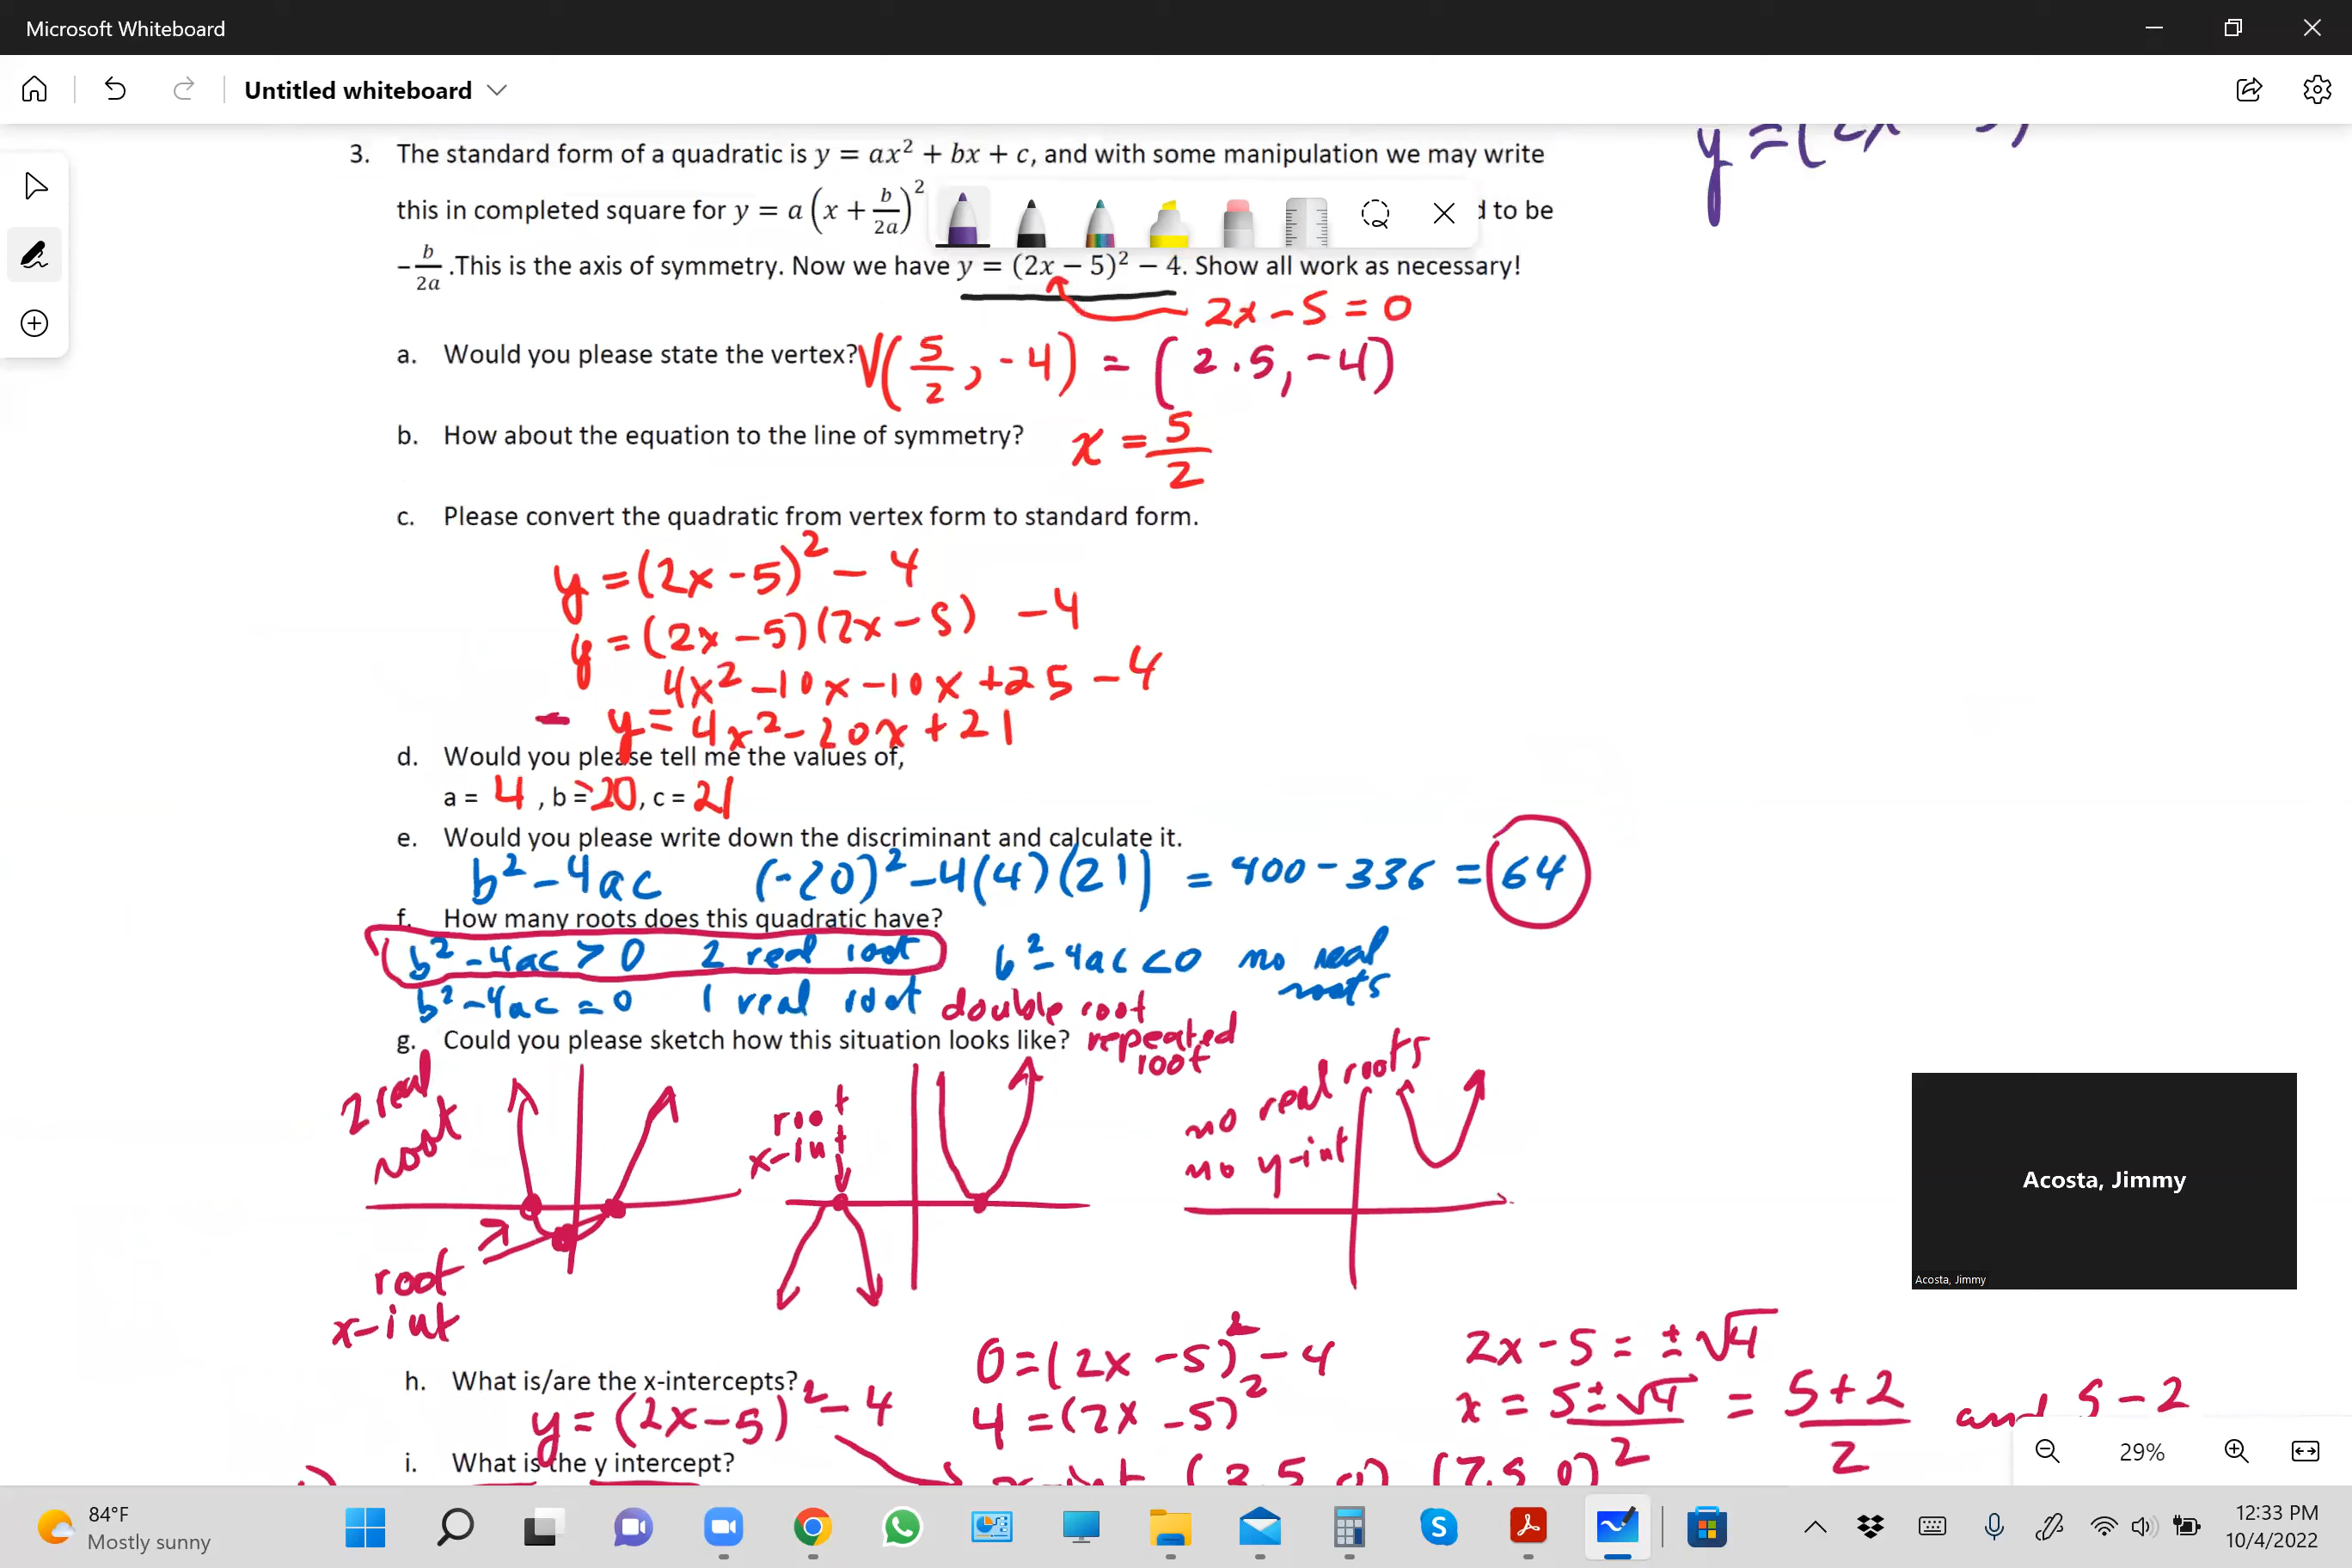 Microsoft Whiteboard
Untitled whiteboard
3. The standard form of a quadratic is y = ax² + bx + c, and with some manipulation we may write
this in completed square for y = a (x + b/2a)²
d to be
−b/2a .This is the axis of symmetry. Now we have y = (2x − 5)² − 4. Show all work as necessary!
2x − 5 = 0
a. Would you please state the vertex? V(5/2, −4) = (2.5, −4)
b. How about the equation to the line of symmetry? x = 5/2
c. Please convert the quadratic from vertex form to standard form.
y = (2x − 5)² − 4
y = (2x − 5)(2x − 5) − 4
4x² − 10x − 10x + 25 − 4
y = 4x² − 20x + 21
d. Would you please tell me the values of,
a = 4 , b = −20, c = 21
e. Would you please write down the discriminant and calculate it.
b² − 4ac (−20)² − 4(4)(21) = 400 − 336 = 64
f. How many roots does this quadratic have?
b² − 4ac > 0 2 real root b² − 4ac < 0 no real roots
b² − 4ac = 0 1 real root double root
g. Could you please sketch how this situation looks like? repeated root
2 real root
root x-int
root x-int
no real roots
no y-int
Acosta, Jimmy
Acosta, Jimmy
0 = (2x − 5)² − 4
2x − 5 = ± √4
h. What is/are the x-intercepts?
y = (2x − 5)² − 4
4 = (2x − 5)²
x = 5 ± √4 / 2 = 5 + 2 / 2 and 5 − 2
i. What is the y intercept?
29%
84°F
Mostly sunny
12:33 PM
10/4/2022